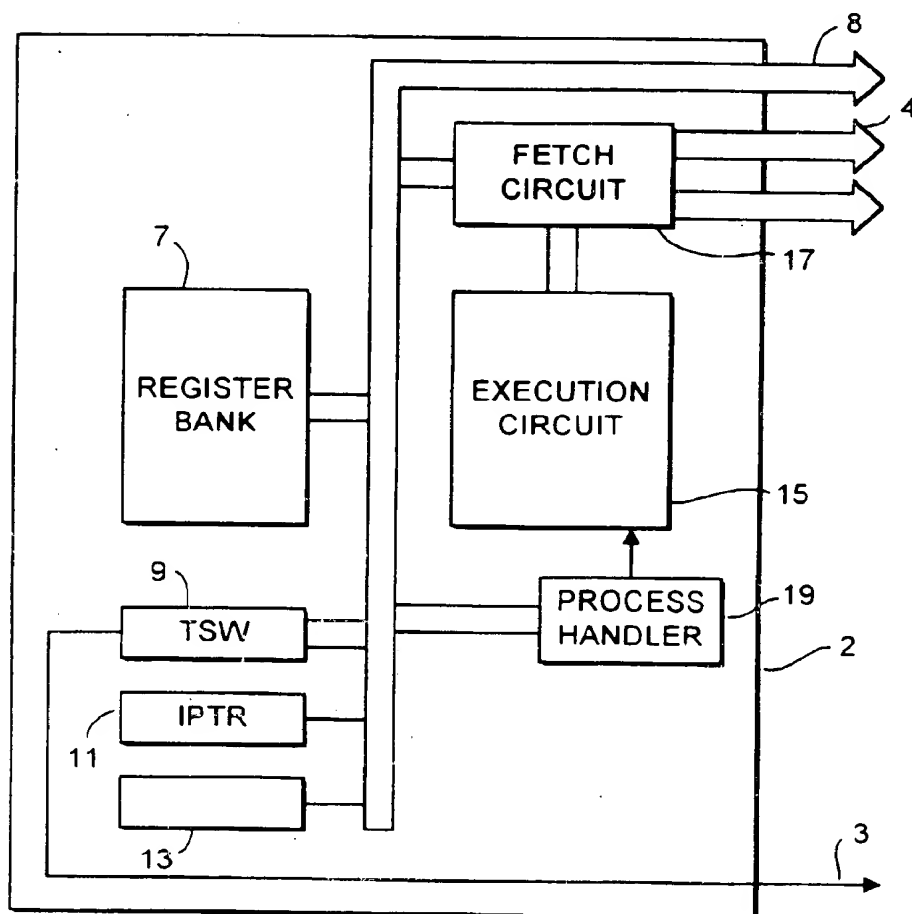 8
4
FETCH
CIRCUIT
17
7
REGISTER
BANK
EXECUTION
CIRCUIT
15
9
TSW
PROCESS
HANDLER
19
2
IPTR
11
13
3